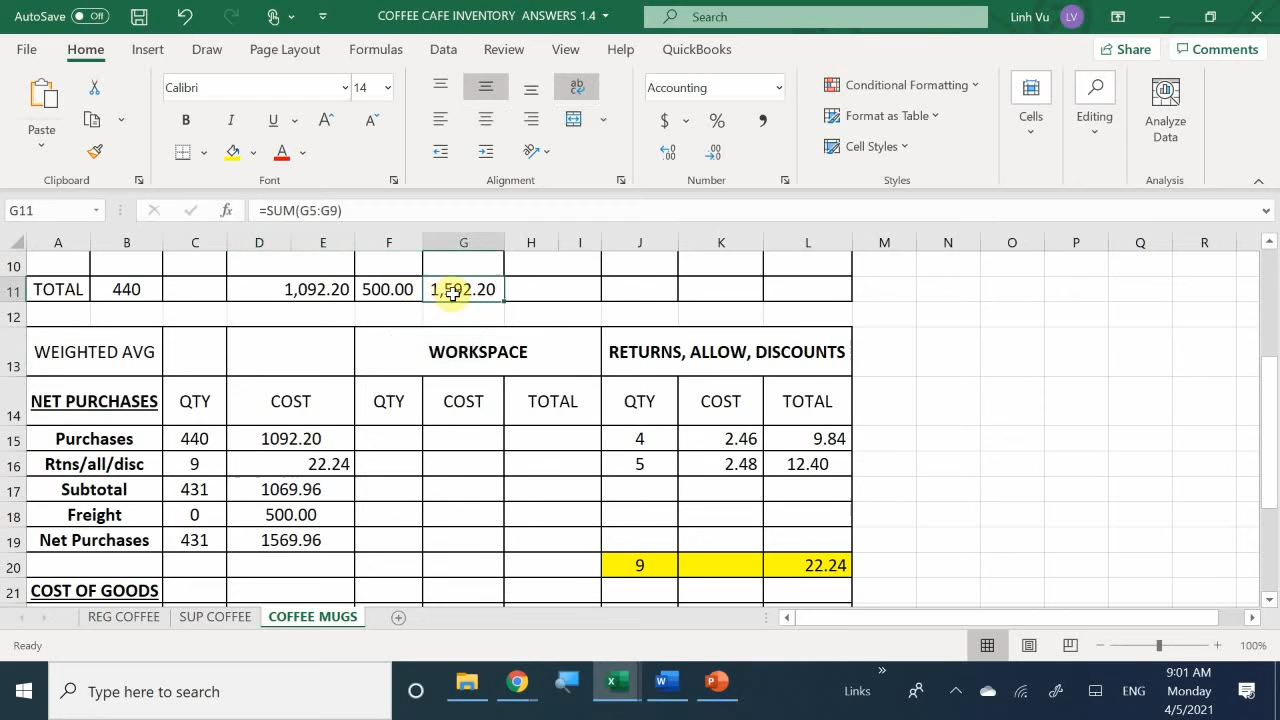 AutoSave Off COFFEE CAFE INVENTORY ANSWERS 1.4 Search Linh Vu LV
File Home Insert Draw Page Layout Formulas Data Review View Help QuickBooks Share Comments
Paste
Clipboard
Calibri 14
B I U A A
A
Font
ab
Alignment
Accounting
$ % ,
.00
Number
Conditional Formatting
Format as Table
Cell Styles
Styles
Cells
Editing
Analyze Data
Analysis
G11 fx =SUM(G5:G9)
A B C D E F G H I J K L M N O P Q R
10
11 TOTAL 440 1,092.20 500.00 1,592.20
12
13 WEIGHTED AVG WORKSPACE RETURNS, ALLOW, DISCOUNTS
14 NET PURCHASES QTY COST QTY COST TOTAL QTY COST TOTAL
15 Purchases 440 1092.20 4 2.46 9.84
16 Rtns/all/disc 9 22.24 5 2.48 12.40
17 Subtotal 431 1069.96
18 Freight 0 500.00
19 Net Purchases 431 1569.96
20 9 22.24
21 COST OF GOODS
REG COFFEE SUP COFFEE COFFEE MUGS
Ready 100%
Type here to search Links ENG 9:01 AM
Monday
4/5/2021